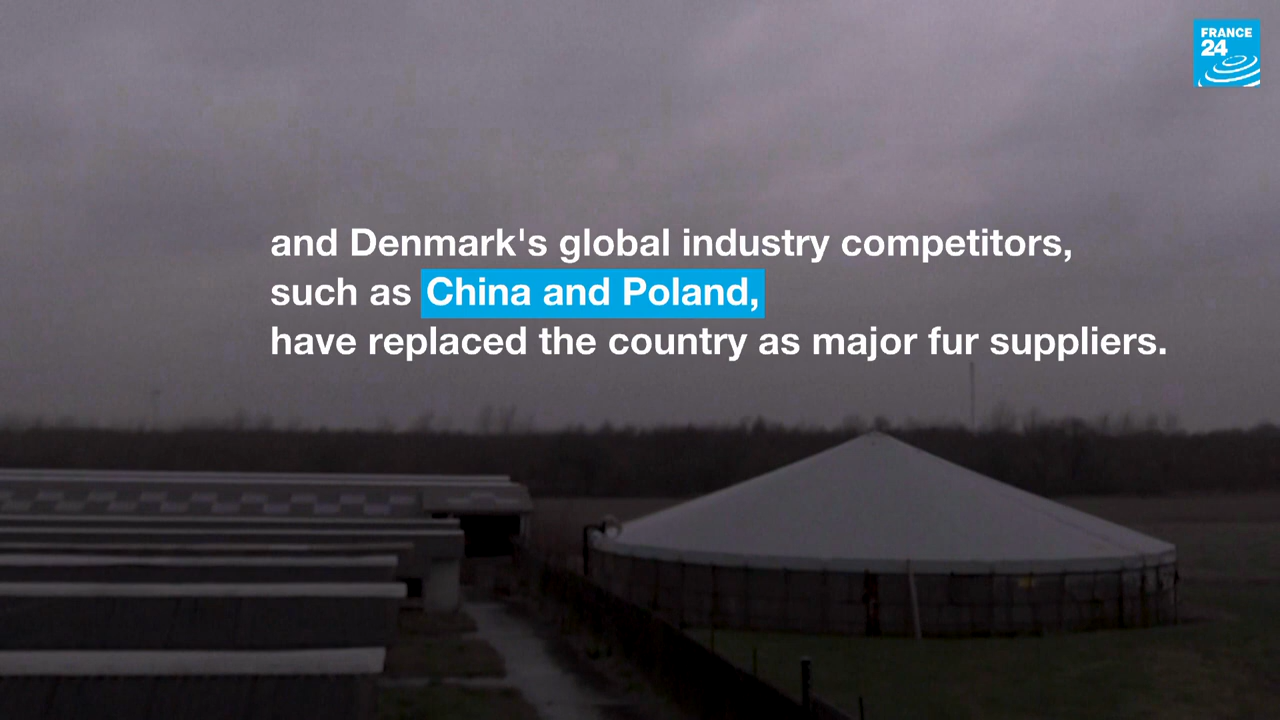 FRANCE
24
and Denmark's global industry competitors,
such as China and Poland,
have replaced the country as major fur suppliers.